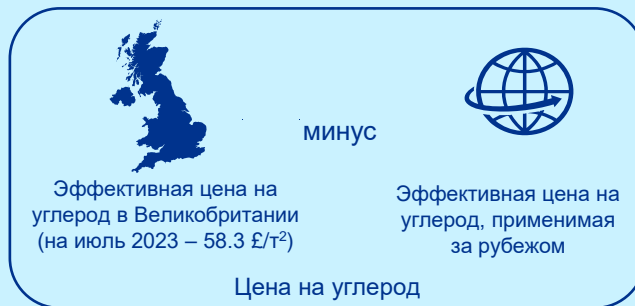 минус
Эффективная цена на
углерод в Великобритании
(на июль 2023 – 58.3 £/т²)
Эффективная цена на
углерод, применимая
за рубежом
Цена на углерод